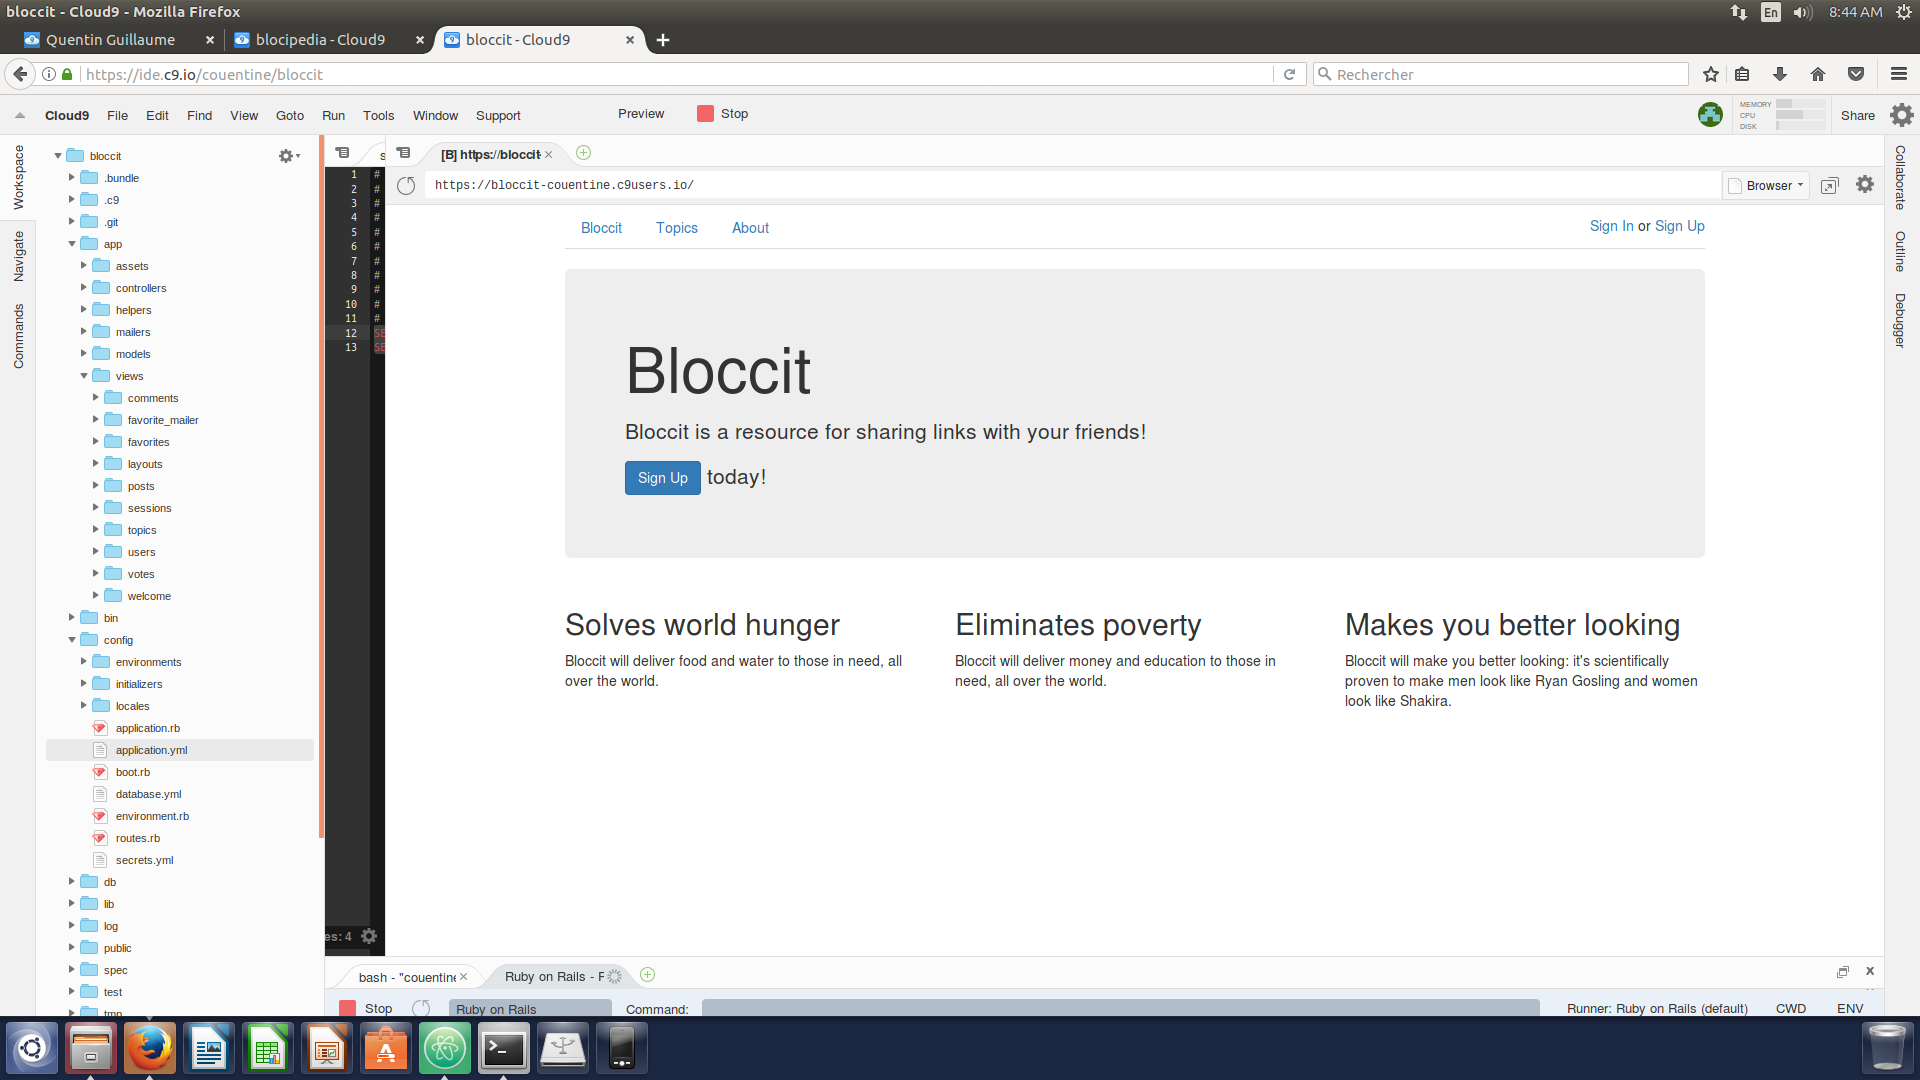 bloccit - Cloud9 - Mozilla Firefox
En
8:44 AM
Quentin Guillaume
blocipedia - Cloud9
bloccit - Cloud9
https://ide.c9.io/couentine/bloccit
Rechercher
Cloud9 File Edit Find View Goto Run Tools Window Support Preview Stop
MEMORY
CPU
DISK
Share
Workspace
Navigate
Commands
bloccit
.bundle
.c9
.git
app
assets
controllers
helpers
mailers
models
views
comments
favorite_mailer
favorites
layouts
posts
sessions
topics
users
votes
welcome
bin
config
environments
initializers
locales
application.rb
application.yml
boot.rb
database.yml
environment.rb
routes.rb
secrets.yml
db
lib
log
public
spec
test
tmp
s
1 #
2 #
3 #
4 #
5 #
6 #
7 #
8 #
9 #
10 #
11 #
12 SE
13 SE
es: 4
[B] https://bloccit-
https://bloccit-couentine.c9users.io/
Browser
Bloccit Topics About
Sign In or Sign Up
Bloccit
Bloccit is a resource for sharing links with your friends!
Sign Up today!
Solves world hunger
Bloccit will deliver food and water to those in need, all
over the world.
Eliminates poverty
Bloccit will deliver money and education to those in
need, all over the world.
Makes you better looking
Bloccit will make you better looking: it's scientifically
proven to make men look like Ryan Gosling and women
look like Shakira.
Collaborate
Outline
Debugger
bash - "couentine
Ruby on Rails - F
Stop
Ruby on Rails
Command:
Runner: Ruby on Rails (default)
CWD
ENV